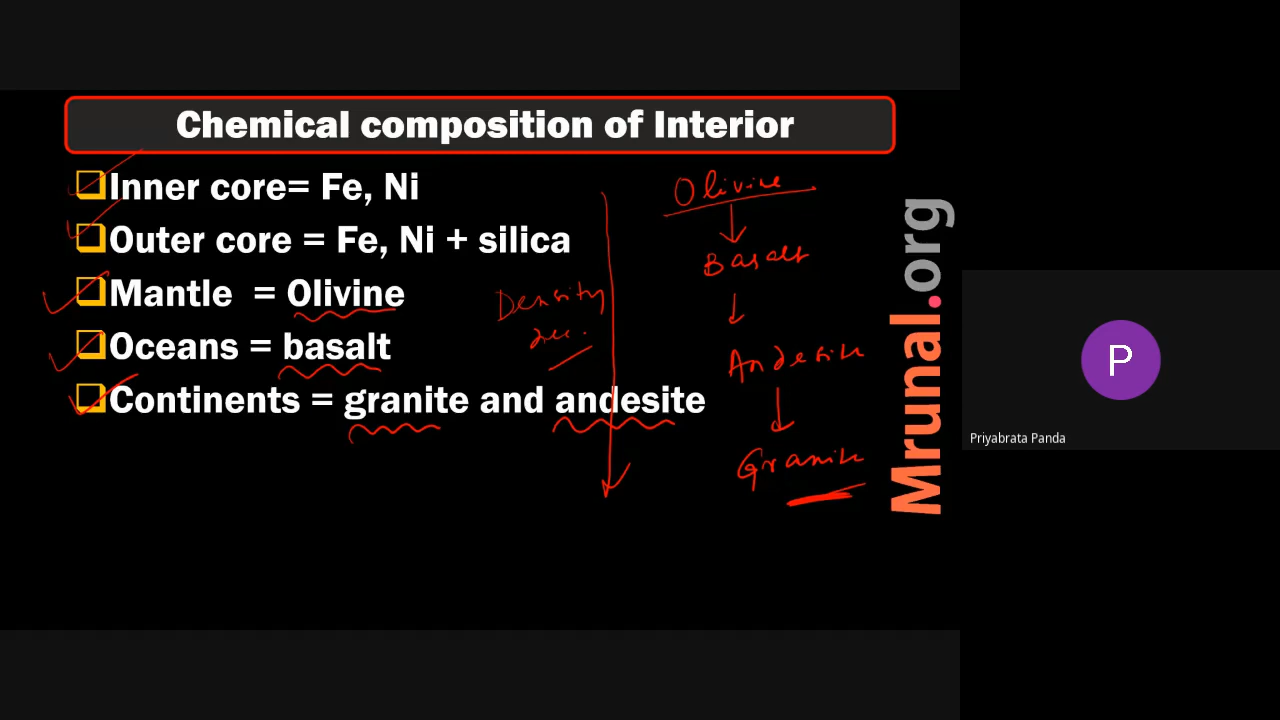 Chemical composition of Interior
Inner core= Fe, Ni
Outer core = Fe, Ni + silica
Mantle = Olivine
Oceans = basalt
Continents = granite and andesite
Density
Olivine
Basalt
Andesite
Granite
Mrunal.org
P
Priyabrata Panda